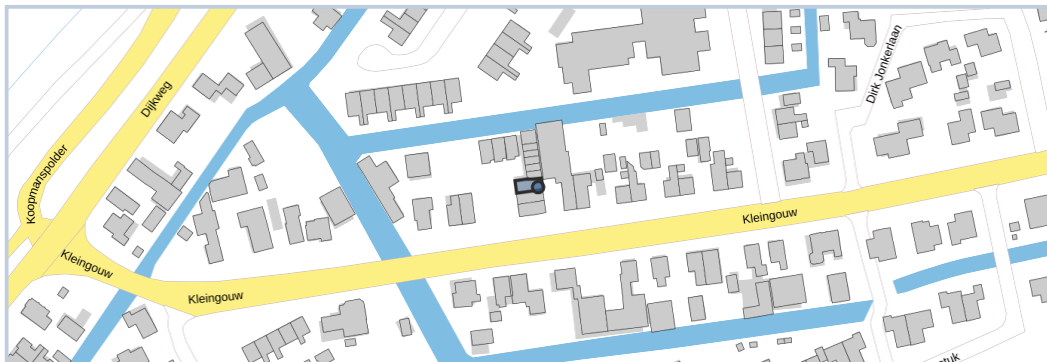 Dijkweg
Dirk Jonkerlaan
Koopmanspolder
Kleingouw
Kleingouw
Kleingouw